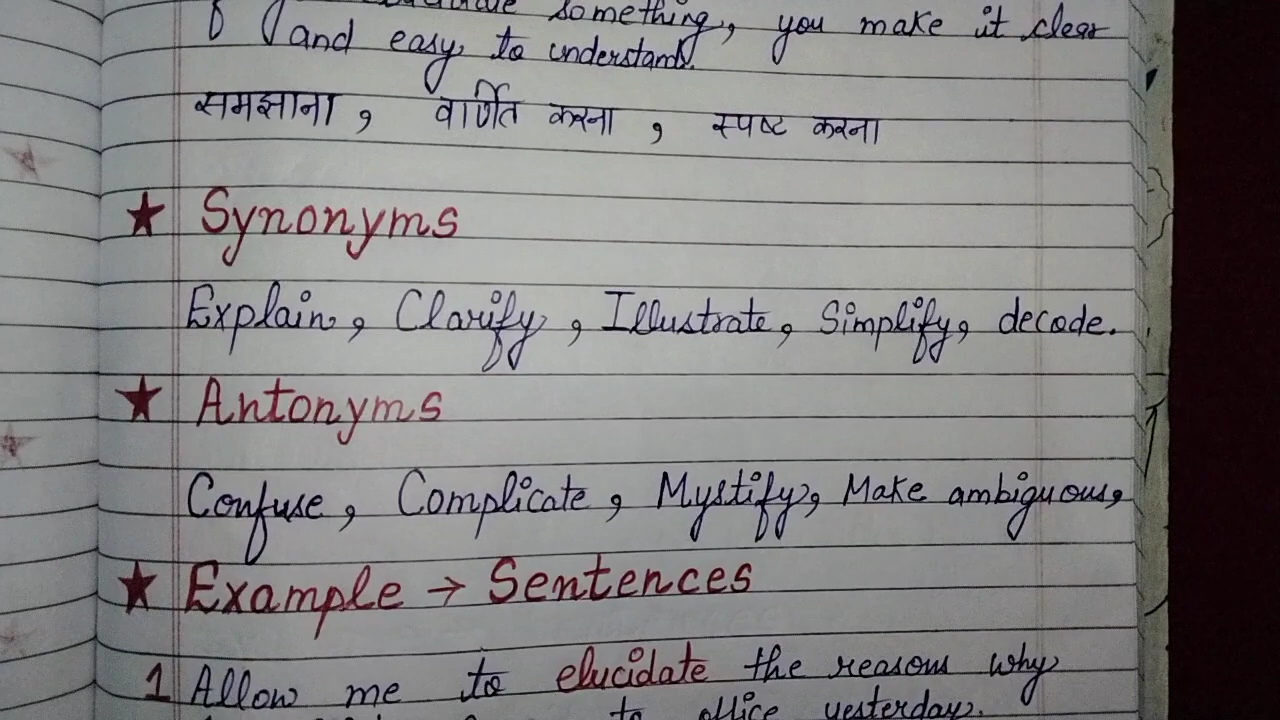 something, you make it clear
and easy to understand.
समझाना, वार्णित करना, स्पष्ट करना
★ Synonyms
Explain, Clarify, Illustrate, Simplify, decode.
★ Antonyms
Confuse, Complicate, Mystify, Make ambiguous,
★ Example → Sentences
1 Allow me to elucidate the reasons why
to office yesterday.